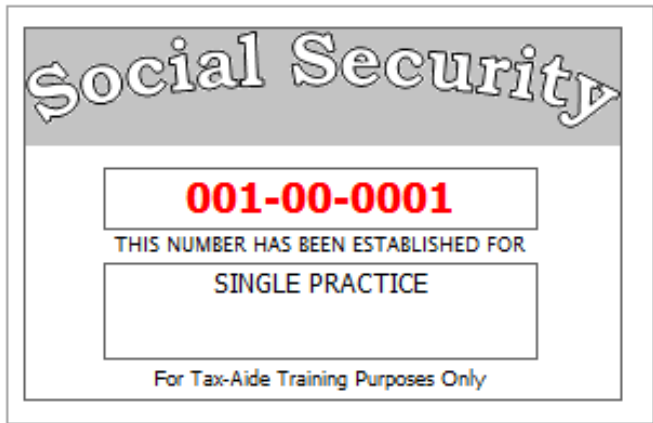 Social Security
001-00-0001
THIS NUMBER HAS BEEN ESTABLISHED FOR
SINGLE PRACTICE
For Tax-Aide Training Purposes Only